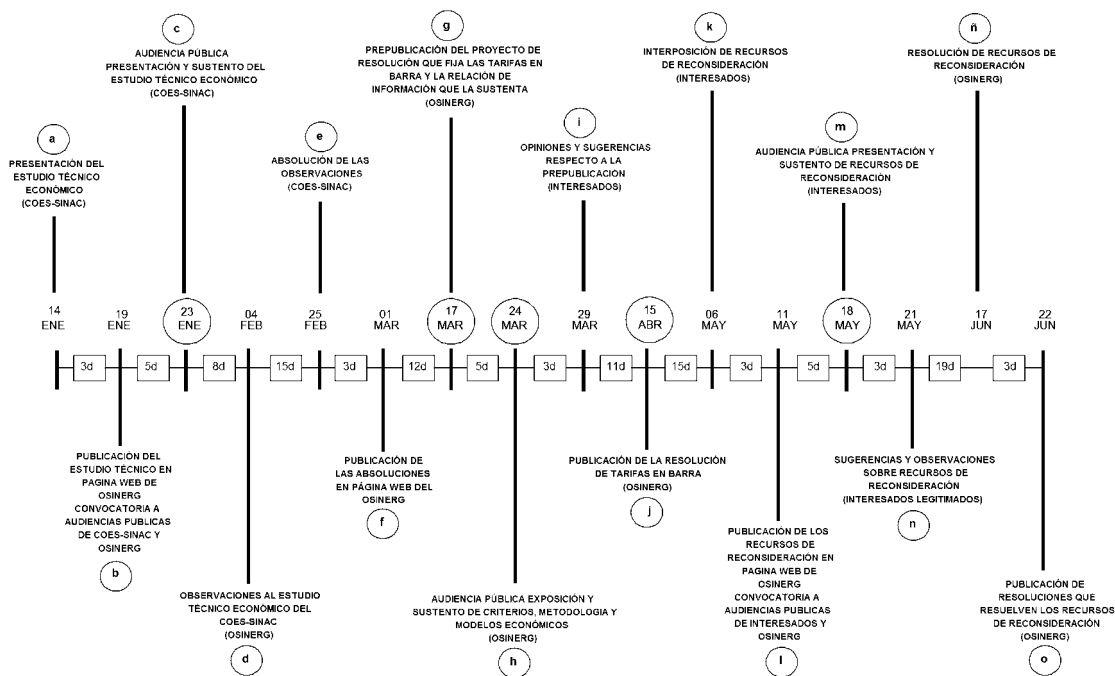 c
AUDIENCIA PÚBLICA
PRESENTACIÓN Y SUSTENTO DEL
ESTUDIO TÉCNICO ECONÓMICO
(COES-SINAC)
g
PREPUBLICACIÓN DEL PROYECTO DE
RESOLUCIÓN QUE FIJA LAS TARIFAS EN
BARRA Y LA RELACIÓN DE
INFORMACIÓN QUE LA SUSTENTA
(OSINERG)
k
INTERPOSICIÓN DE RECURSOS
DE RECONSIDERACIÓN
(INTERESADOS)
ñ
RESOLUCIÓN DE RECURSOS DE
RECONSIDERACIÓN
(OSINERG)
a
PRESENTACIÓN DEL
ESTUDIO TÉCNICO
ECONÓMICO
(COES-SINAC)
e
ABSOLUCIÓN DE LAS
OBSERVACIONES
(COES-SINAC)
i
OPINIONES Y SUGERENCIAS
RESPECTO A LA
PREPUBLICACIÓN
(INTERESADOS)
m
AUDIENCIA PÚBLICA PRESENTACIÓN Y
SUSTENTO DE RECURSOS DE
RECONSIDERACIÓN
(INTERESADOS)
14
ENE
19
ENE
23
ENE
04
FEB
25
FEB
01
MAR
17
MAR
24
MAR
29
MAR
15
ABR
06
MAY
11
MAY
18
MAY
21
MAY
17
JUN
22
JUN
3d
5d
8d
15d
3d
12d
5d
3d
11d
15d
3d
5d
3d
19d
3d
PUBLICACIÓN DEL
ESTUDIO TÉCNICO EN
PAGINA WEB DE
OSINERG
CONVOCATORIA A
AUDIENCIAS PUBLICAS
DE COES-SINAC Y
OSINERG
b
PUBLICACIÓN DE
LAS ABSOLUCIONES
EN PÁGINA WEB DEL
OSINERG
f
PUBLICACIÓN DE LA RESOLUCIÓN
DE TARIFAS EN BARRA
(OSINERG)
j
SUGERENCIAS Y OBSERVACIONES
SOBRE RECURSOS DE
RECONSIDERACIÓN
(INTERESADOS LEGITIMADOS)
n
OBSERVACIONES AL ESTUDIO
TÉCNICO ECONÓMICO DEL
COES-SINAC
(OSINERG)
d
AUDIENCIA PÚBLICA EXPOSICIÓN Y
SUSTENTO DE CRITERIOS, METODOLOGIA Y
MODELOS ECONÓMICOS
(OSINERG)
h
PUBLICACIÓN DE LOS
RECURSOS DE
RECONSIDERACIÓN EN
PAGINA WEB DE
OSINERG
CONVOCATORIA A
AUDIENCIAS PUBLICAS
DE INTERESADOS Y
OSINERG
l
PUBLICACIÓN DE
RESOLUCIONES QUE
RESUELVEN LOS RECURSOS
DE RECONSIDERACIÓN
(OSINERG)
o